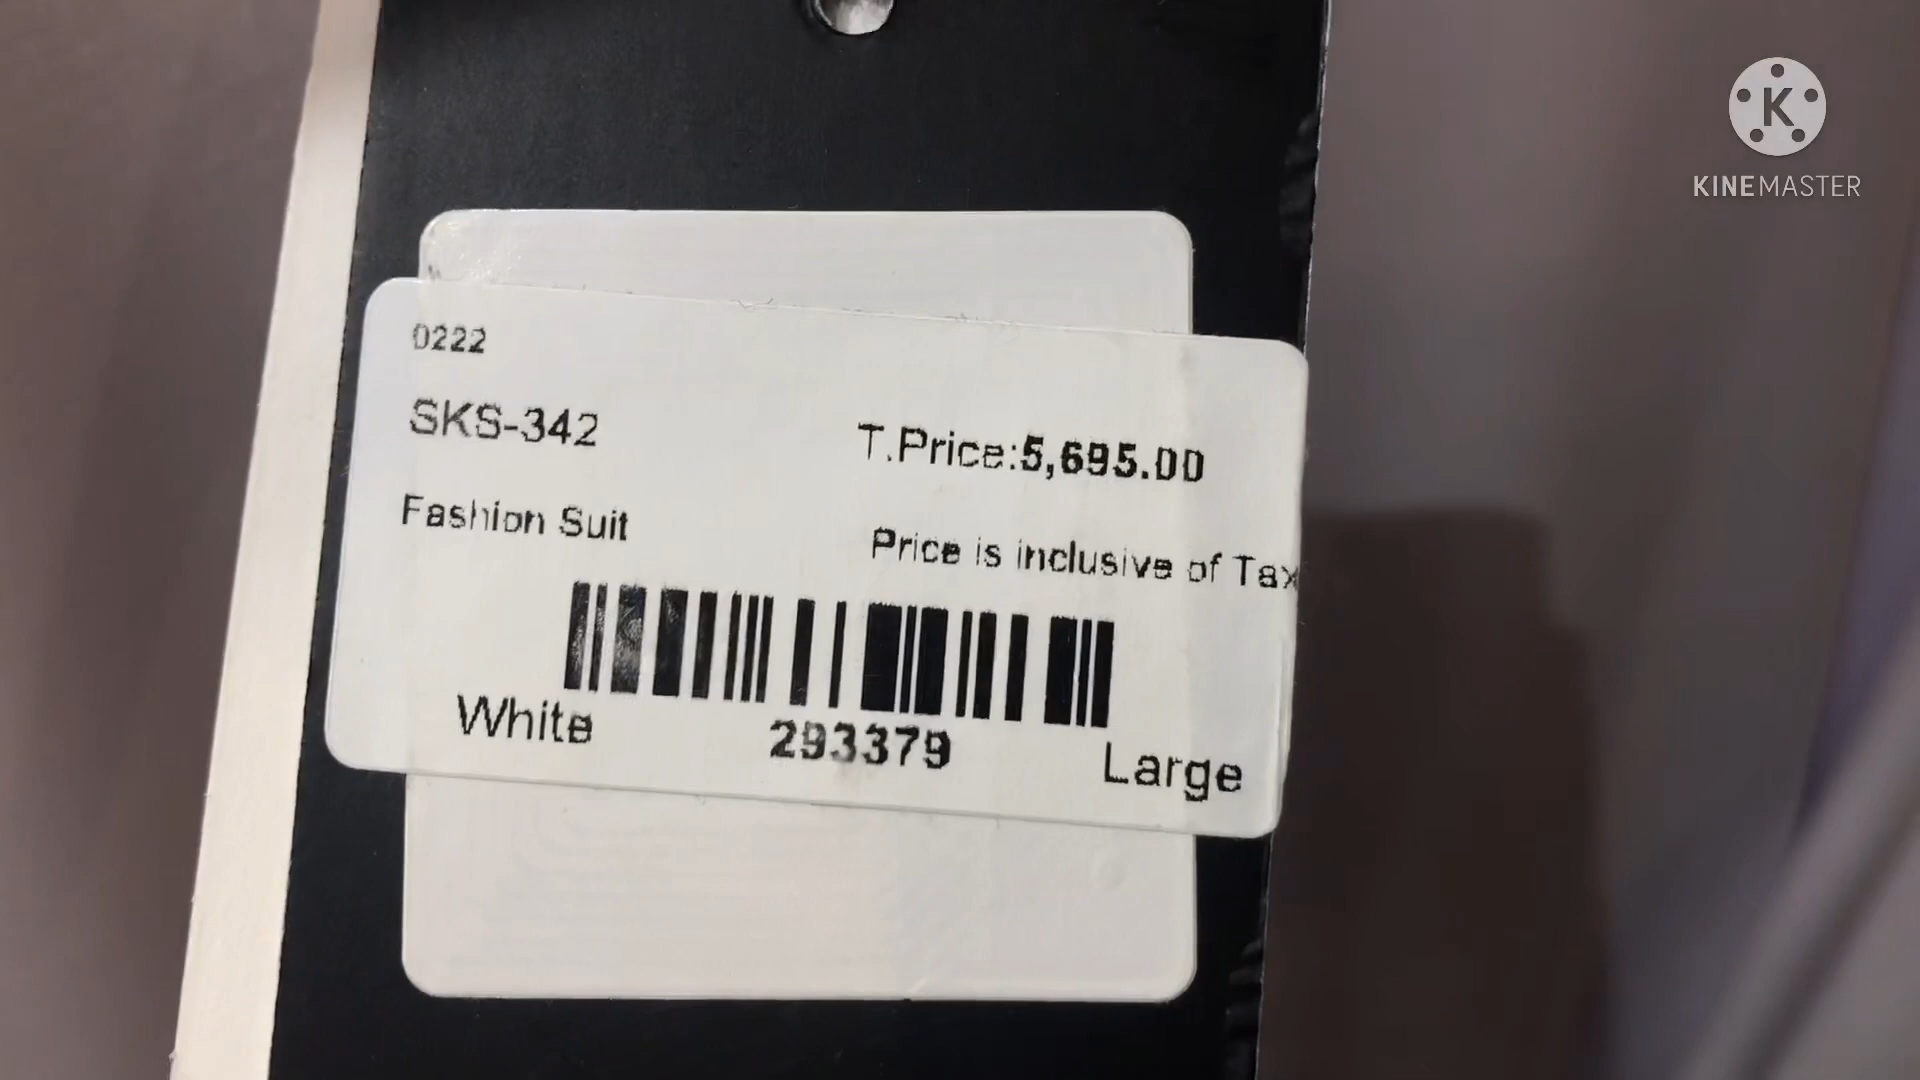 0222
SKS-342
T.Price:5,695.00
Fashion Suit
Price is inclusive of Tax
White
293379
Large
K
KINEMASTER